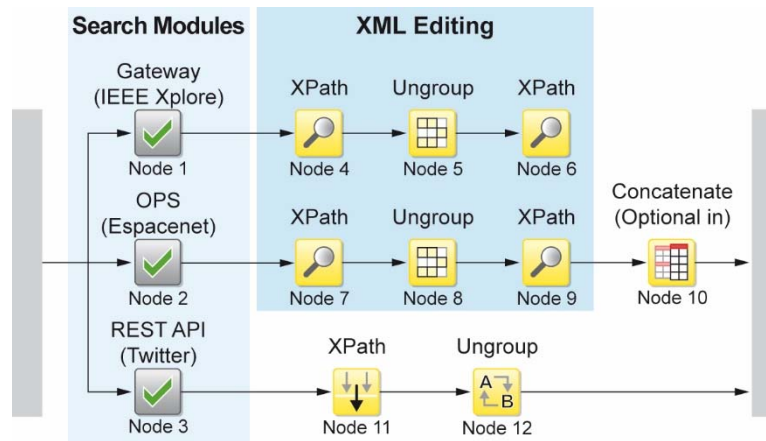 Search Modules
XML Editing
Gateway
(IEEE Xplore)
XPath
Ungroup
XPath
Node 1
Node 4
Node 5
Node 6
OPS
(Espacenet)
XPath
Ungroup
XPath
Concatenate
(Optional in)
Node 2
Node 7
Node 8
Node 9
Node 10
REST API
(Twitter)
XPath
Ungroup
A
B
Node 3
Node 11
Node 12